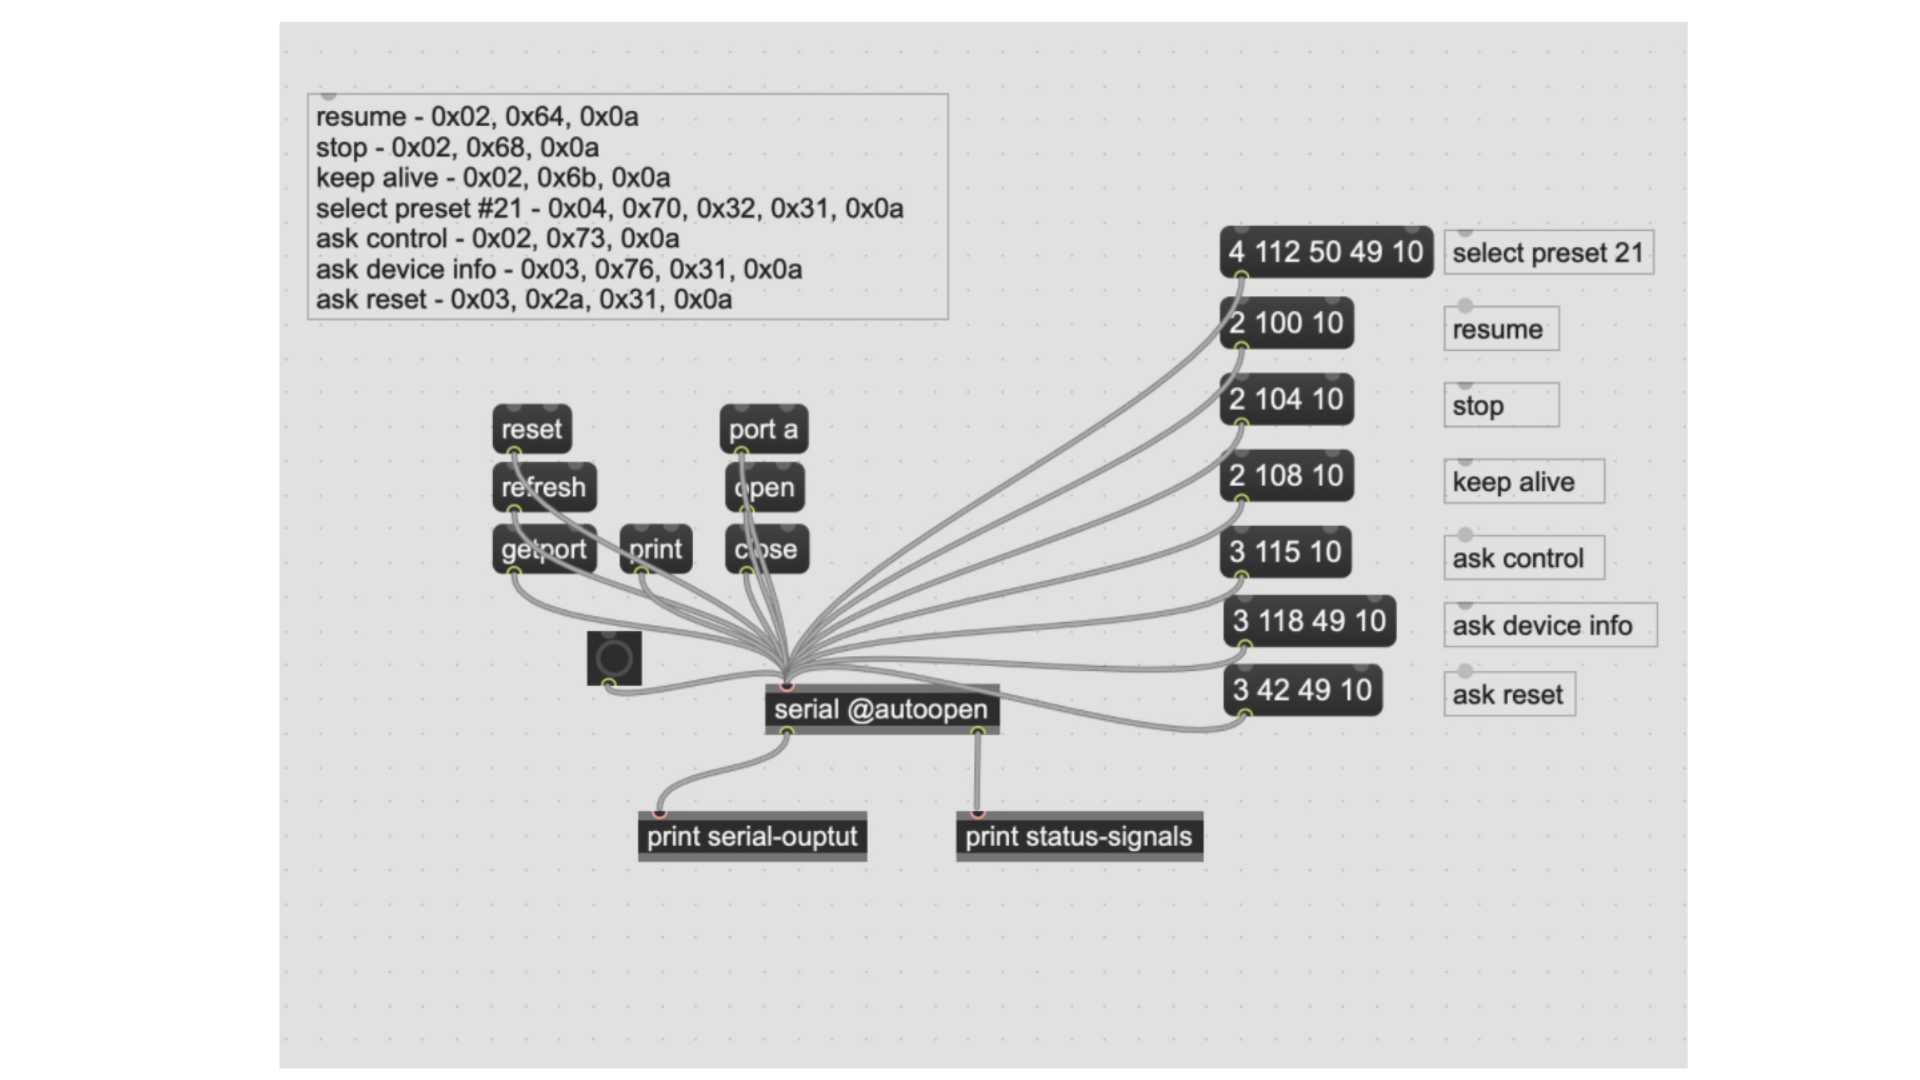 resume - 0x02, 0x64, 0x0a
stop - 0x02, 0x68, 0x0a
keep alive - 0x02, 0x6b, 0x0a
select preset #21 - 0x04, 0x70, 0x32, 0x31, 0x0a
ask control - 0x02, 0x73, 0x0a
ask device info - 0x03, 0x76, 0x31, 0x0a
ask reset - 0x03, 0x2a, 0x31, 0x0a
4 112 50 49 10 select preset 21
2 100 10 resume
2 104 10 stop
2 108 10 keep alive
3 115 10 ask control
3 118 49 10 ask device info
3 42 49 10 ask reset
reset port a
refresh open
getport print close
serial @autoopen
print serial-ouptut print status-signals